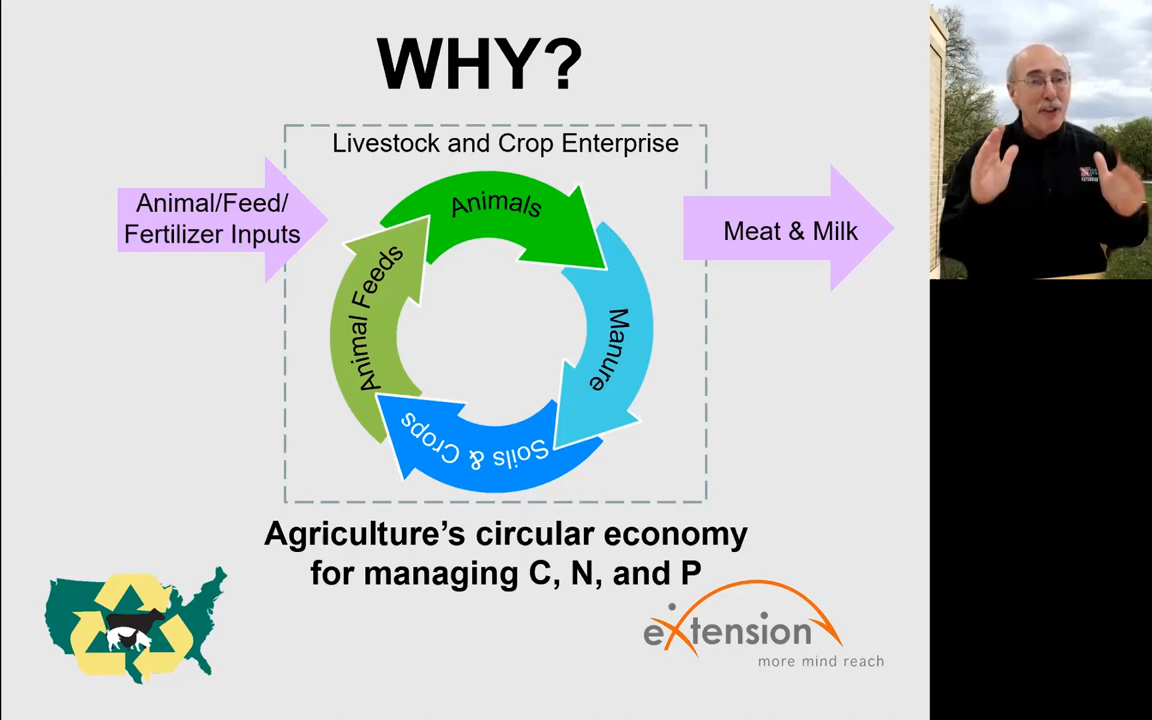 WHY?
Livestock and Crop Enterprise
Animal/Feed/
Fertilizer Inputs
Animals
Manure
Soils & Crops
Animal Feeds
Meat & Milk
Agriculture’s circular economy
for managing C, N, and P
eXtension
more mind reach